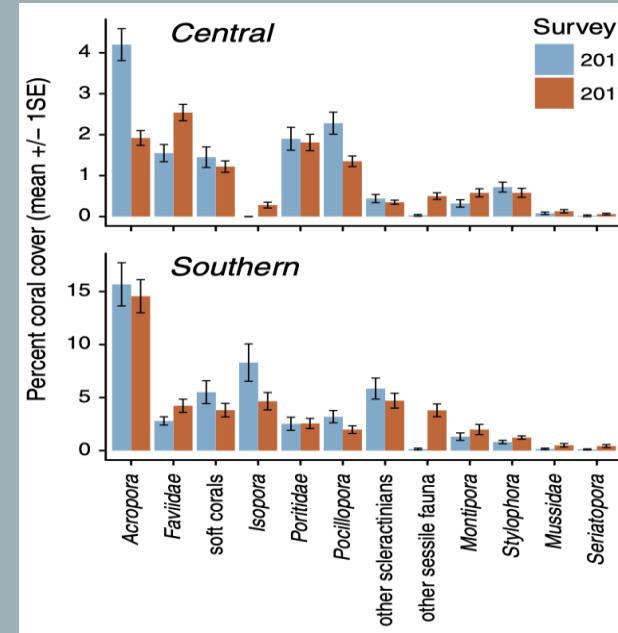 Central
Survey
201
201
4
3
2
1
0
Southern
15
10
5
0
Percent coral cover (mean +/− 1SE)
Acropora
Faviidae
soft corals
Isopora
Poritidae
Pocillopora
other scleractinians
other sessile fauna
Montipora
Stylophora
Mussidae
Seriatopora